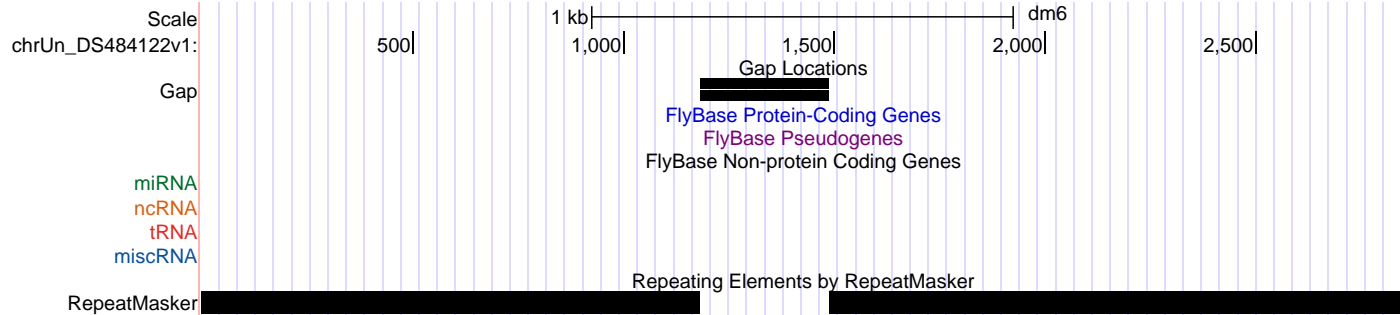 Scale 1 kb dm6
chrUn_DS484122v1: 500 1,000 1,500 2,000 2,500
Gap Locations
Gap
FlyBase Protein-Coding Genes
FlyBase Pseudogenes
FlyBase Non-protein Coding Genes
miRNA
ncRNA
tRNA
miscRNA
Repeating Elements by RepeatMasker
RepeatMasker